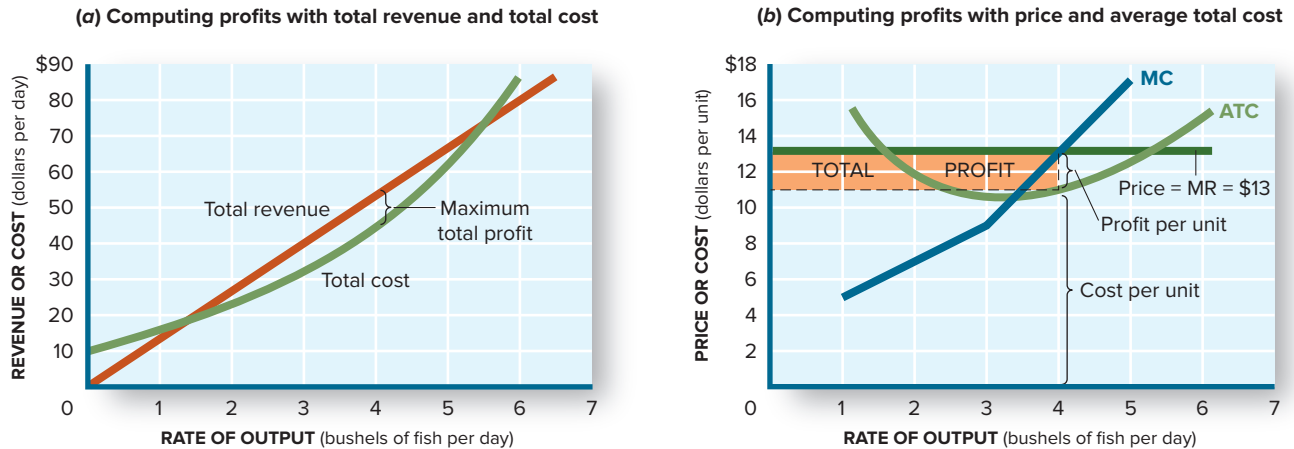 (a) Computing profits with total revenue and total cost
$90
80
70
60
50
40
30
20
10
0
1 2 3 4 5 6 7
REVENUE OR COST (dollars per day)
RATE OF OUTPUT (bushels of fish per day)
Total revenue
Maximum
total profit
Total cost
(b) Computing profits with price and average total cost
$18
16
14
12
10
8
6
4
2
0
1 2 3 4 5 6 7
PRICE OR COST (dollars per unit)
RATE OF OUTPUT (bushels of fish per day)
MC
ATC
TOTAL PROFIT
Price = MR = $13
Profit per unit
Cost per unit